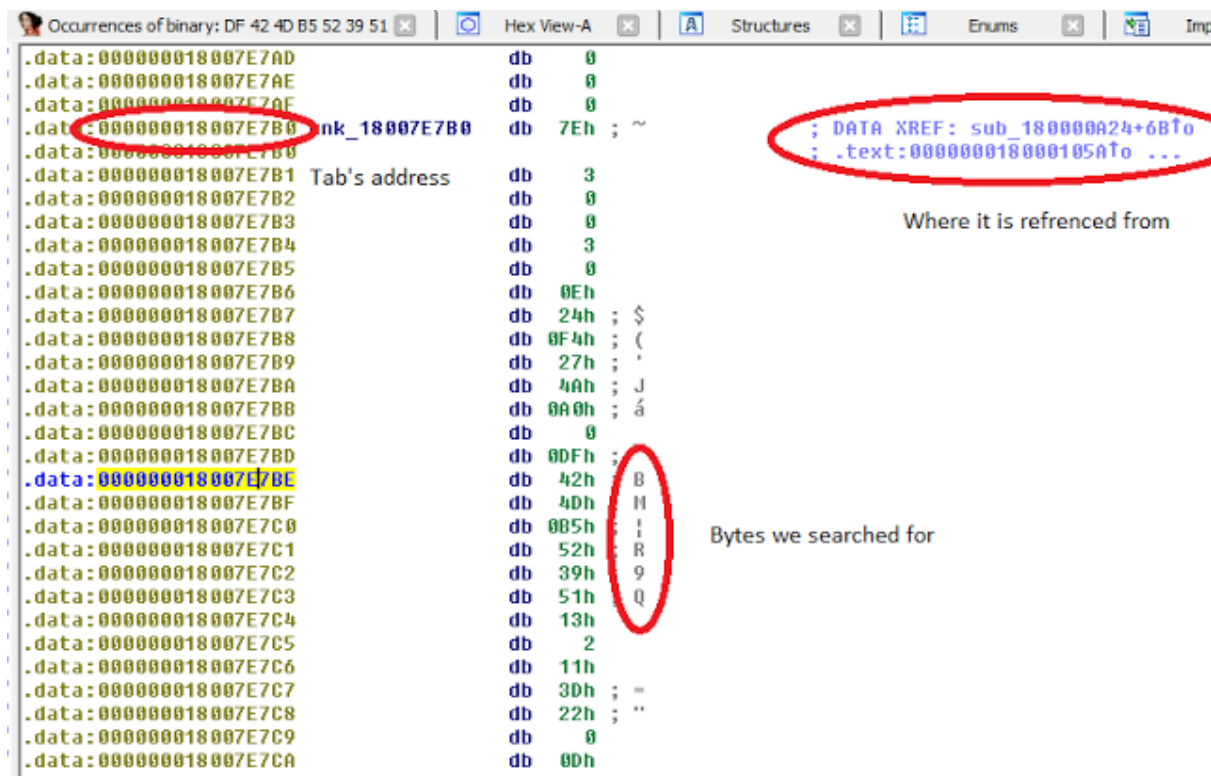 Occurrences of binary: DF 42 4D B5 52 39 51 Hex View-A Structures Enums Imp
.data:000000018007E7AD db 0
.data:000000018007E7AE db 0
.data:000000018007E7AF db 0
.data:000000018007E7B0 unk_18007E7B0 db 7Eh ; ~ ; DATA XREF: sub_180000A24+6B↑o
.data:000000018007E7B0 ; .text:000000018000105A↑o ...
.data:000000018007E7B1 Tab's address db 3
.data:000000018007E7B2 db 0
.data:000000018007E7B3 db 0 Where it is refrenced from
.data:000000018007E7B4 db 3
.data:000000018007E7B5 db 0
.data:000000018007E7B6 db 0Eh
.data:000000018007E7B7 db 24h ; $
.data:000000018007E7B8 db 0F4h ; (
.data:000000018007E7B9 db 27h ; '
.data:000000018007E7BA db 4Ah ; J
.data:000000018007E7BB db 0A0h ; á
.data:000000018007E7BC db 0
.data:000000018007E7BD db 0DFh ;
.data:000000018007E7BE db 42h ; B
.data:000000018007E7BF db 4Dh ; M
.data:000000018007E7C0 db 0B5h ; ¦ Bytes we searched for
.data:000000018007E7C1 db 52h ; R
.data:000000018007E7C2 db 39h ; 9
.data:000000018007E7C3 db 51h ; Q
.data:000000018007E7C4 db 13h
.data:000000018007E7C5 db 2
.data:000000018007E7C6 db 11h
.data:000000018007E7C7 db 3Dh ; =
.data:000000018007E7C8 db 22h ; "
.data:000000018007E7C9 db 0
.data:000000018007E7CA db 0Dh